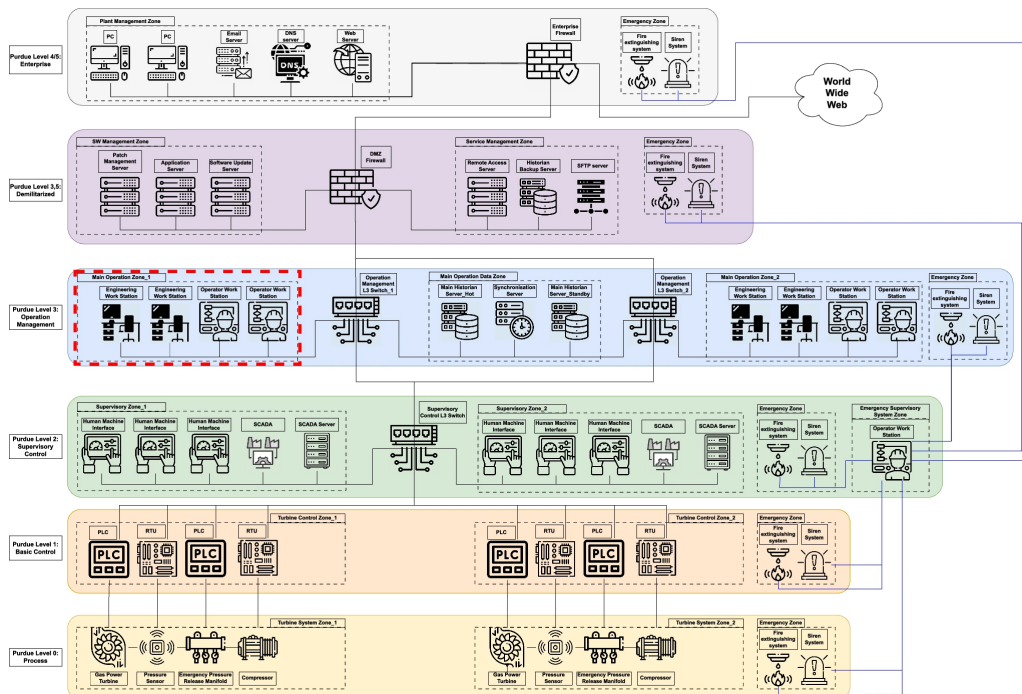 Plant Management Zone
PC
PC
Email
Server
DNS
server
Web
Server
DNS
Enterprise
Firewall
Emergency Zone
Fire
extinguishing
system
Siren
System
Purdue Level 4/5:
Enterprise
World
Wide
Web
SW Management Zone
Patch
Management
Server
Application
Server
Software Update
Server
DMZ
Firewall
Service Management Zone
Remote Access
Server
Historian
Backup Server
SFTP server
Emergency Zone
Fire
extinguishing
system
Siren
System
Purdue Level 3,5:
Demilitarized
Main Operation Zone_1
Engineering
Work Station
Engineering
Work Station
Operator Work
Station
Operator Work
Station
Operation
Management
L3 Switch_1
Main Operation Data Zone
Main Historian
Server_Hot
Synchronisation
Server
Main Historian
Server_Standby
Operation
Management
L3 Switch_2
Main Operation Zone_2
Engineering
Work Station
Engineering
Work Station
Operator Work
Station
Operator Work
Station
Emergency Zone
Fire
extinguishing
system
Siren
System
Purdue Level 3:
Operation
Management
Supervisory Zone_1
Human Machine
Interface
Human Machine
Interface
Human Machine
Interface
SCADA
SCADA Server
Supervisory
Control L3 Switch
Supervisory Zone_2
Human Machine
Interface
Human Machine
Interface
Human Machine
Interface
SCADA
SCADA Server
Emergency Zone
Fire
extinguishing
system
Siren
System
Emergency Supervisory
System Zone
Operator Work
Station
Purdue Level 2:
Supervisory
Control
Turbine Control Zone_1
PLC
RTU
PLC
RTU
PLC
PLC
Turbine Control Zone_2
PLC
RTU
PLC
RTU
PLC
PLC
Emergency Zone
Fire
extinguishing
system
Siren
System
Purdue Level 1:
Basic Control
Turbine System Zone_1
Gas Power
Turbine
Pressure
Sensor
Emergency Pressure
Release Manifold
Compressor
Turbine System Zone_2
Gas Power
Turbine
Pressure
Sensor
Emergency Pressure
Release Manifold
Compressor
Emergency Zone
Fire
extinguishing
system
Siren
System
Purdue Level 0:
Process